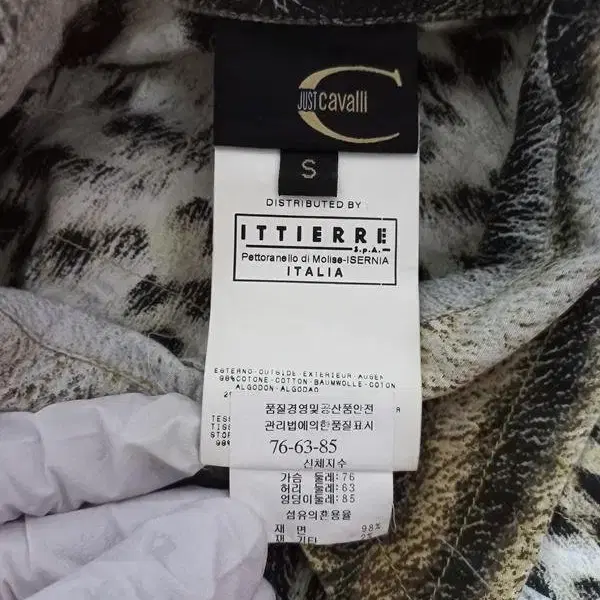 JUST cavalli
S
DISTRIBUTED BY
ITTIERRE
S.p.A.
Pettoranello di Molise-ISERNIA
ITALIA
ESTERNO-OUTSIDE-EXTERIEUR-AUSEN
98%COTONE-COTTON-BAUMWOLLE-COTON
ALGODON-ALGODAO
품질경영및공산품안전
관리법에의한품질표시
76-63-85
신체지수
가슴 둘레:76
허리 둘레:63
엉덩이둘레:85
섬유의혼용율
재 면 98%
재 기타 2%